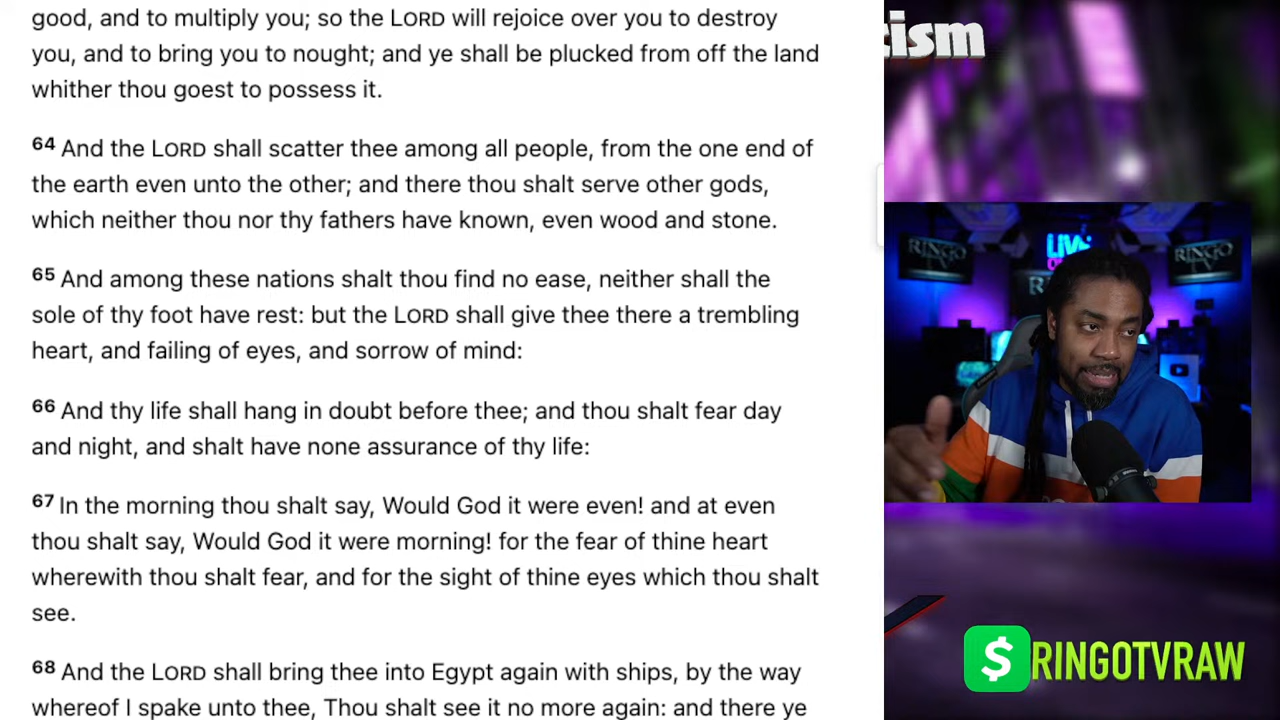 good, and to multiply you; so the LORD will rejoice over you to destroy
you, and to bring you to nought; and ye shall be plucked from off the land
whither thou goest to possess it.
64 And the LORD shall scatter thee among all people, from the one end of
the earth even unto the other; and there thou shalt serve other gods,
which neither thou nor thy fathers have known, even wood and stone.
65 And among these nations shalt thou find no ease, neither shall the
sole of thy foot have rest: but the LORD shall give thee there a trembling
heart, and failing of eyes, and sorrow of mind:
66 And thy life shall hang in doubt before thee; and thou shalt fear day
and night, and shalt have none assurance of thy life:
67 In the morning thou shalt say, Would God it were even! and at even
thou shalt say, Would God it were morning! for the fear of thine heart
wherewith thou shalt fear, and for the sight of thine eyes which thou shalt
see.
68 And the LORD shall bring thee into Egypt again with ships, by the way
whereof I spake unto thee, Thou shalt see it no more again: and there ye
cism
RINGO
LIVE
RINGO
TV
$RINGOTVRAW